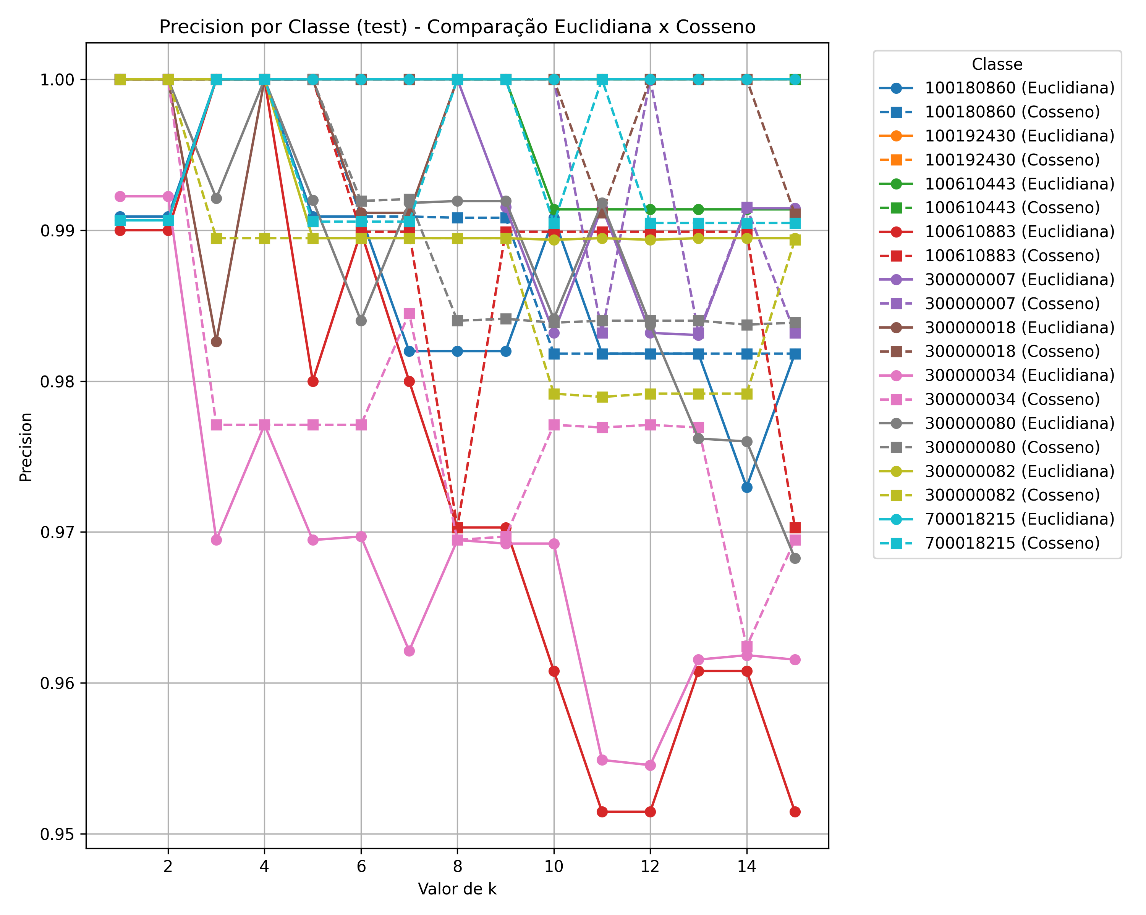 Precision por Classe (test) - Comparação Euclidiana x Cosseno
1.00
0.99
0.98
0.97
0.96
0.95
Precision
2 4 6 8 10 12 14
Valor de k
Classe
100180860 (Euclidiana)
100180860 (Cosseno)
100192430 (Euclidiana)
100192430 (Cosseno)
100610443 (Euclidiana)
100610443 (Cosseno)
100610883 (Euclidiana)
100610883 (Cosseno)
300000007 (Euclidiana)
300000007 (Cosseno)
300000018 (Euclidiana)
300000018 (Cosseno)
300000034 (Euclidiana)
300000034 (Cosseno)
300000080 (Euclidiana)
300000080 (Cosseno)
300000082 (Euclidiana)
300000082 (Cosseno)
700018215 (Euclidiana)
700018215 (Cosseno)